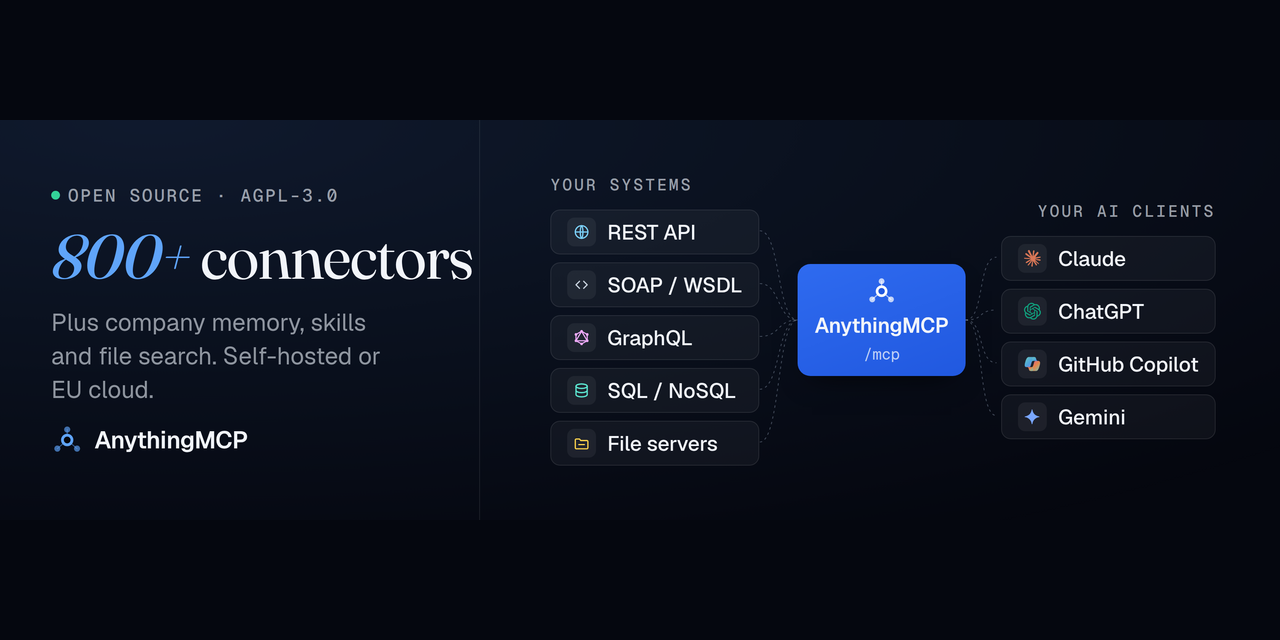 OPEN SOURCE · AGPL-3.0
800+ connectors
Plus company memory, skills
and file search. Self-hosted or
EU cloud.
AnythingMCP
YOUR SYSTEMS
REST API
SOAP / WSDL
GraphQL
SQL / NoSQL
File servers
AnythingMCP
/mcp
YOUR AI CLIENTS
Claude
ChatGPT
GitHub Copilot
Gemini